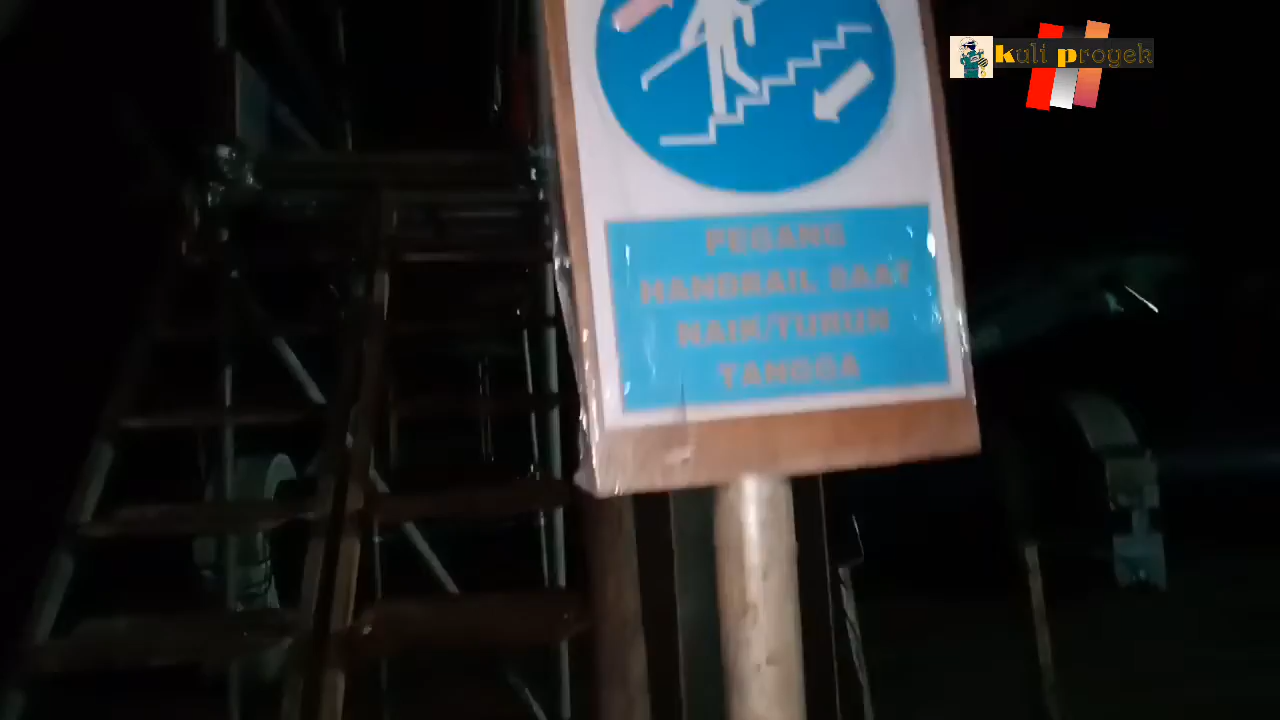 kuli proyek
PEGANG
HANDRAIL SAAT
NAIK/TURUN
TANGGA